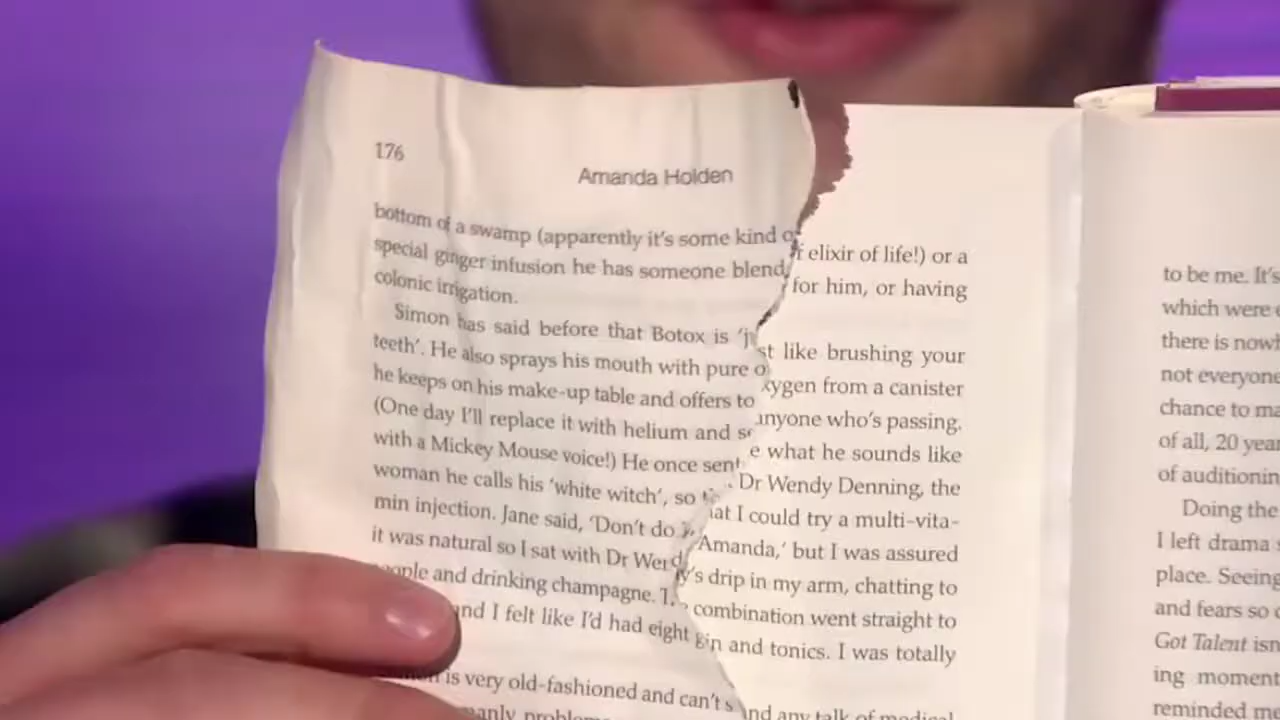 176
Amanda Holden
bottom of a swamp (apparently it's some kind of elixir of life!) or a
special ginger infusion he has someone blend for him, or having
colonic irrigation.
Simon has said before that Botox is 'just like brushing your
teeth'. He also sprays his mouth with pure oxygen from a canister
he keeps on his make-up table and offers to anyone who's passing.
(One day I'll replace it with helium and see what he sounds like
with a Mickey Mouse voice!) He once sent Dr Wendy Denning, the
woman he calls his 'white witch', so that I could try a multi-vita-
min injection. Jane said, 'Don't do Amanda,' but I was assured
it was natural so I sat with Dr Wendy's drip in my arm, chatting to
people and drinking champagne. combination went straight to
and I felt like I'd had eight gin and tonics. I was totally
is very old-fashioned and can't and any talk of medical
to be me. It's
which were
there is
not everyone
chance to
of all, 20
of
Doing the
I left drama
place. Seeing
and fears so
Got Talent
ing
reminded